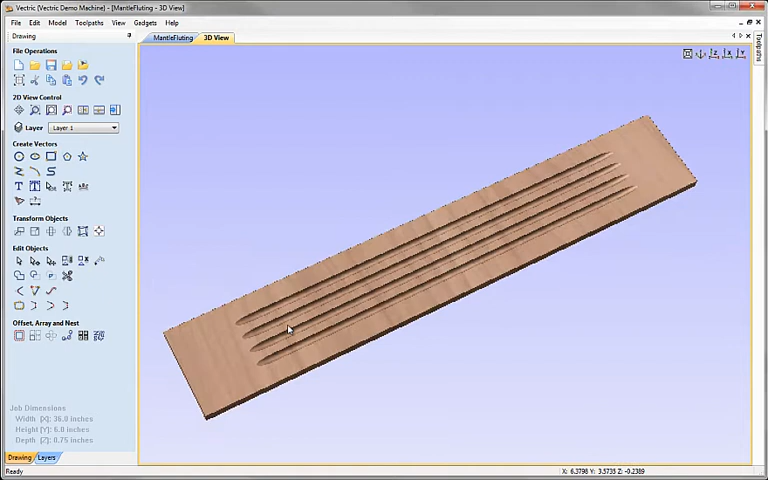 Vectric {Vectric Demo Machine} - [MantleFluting - 3D View]
File Edit Model Toolpaths View Gadgets Help
Drawing
MantleFluting 3D View
Toolpaths
File Operations
2D View Control
Layer Layer 1
Create Vectors
Transform Objects
Edit Objects
Offset, Array and Nest
Job Dimensions
Width (X): 36.0 inches
Height (Y): 6.0 inches
Depth (Z): 0.75 inches
Drawing Layers
Ready
X: 6.3798 Y: 3.5735 Z: -0.2389